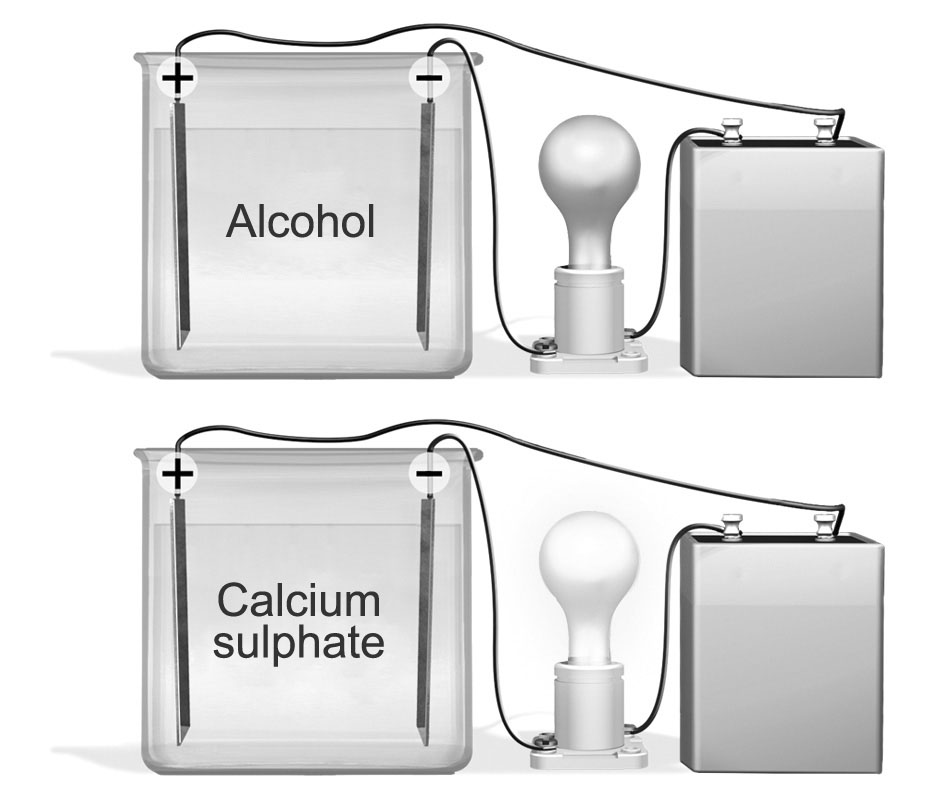 + −
Alcohol
+ −
Calcium
sulphate